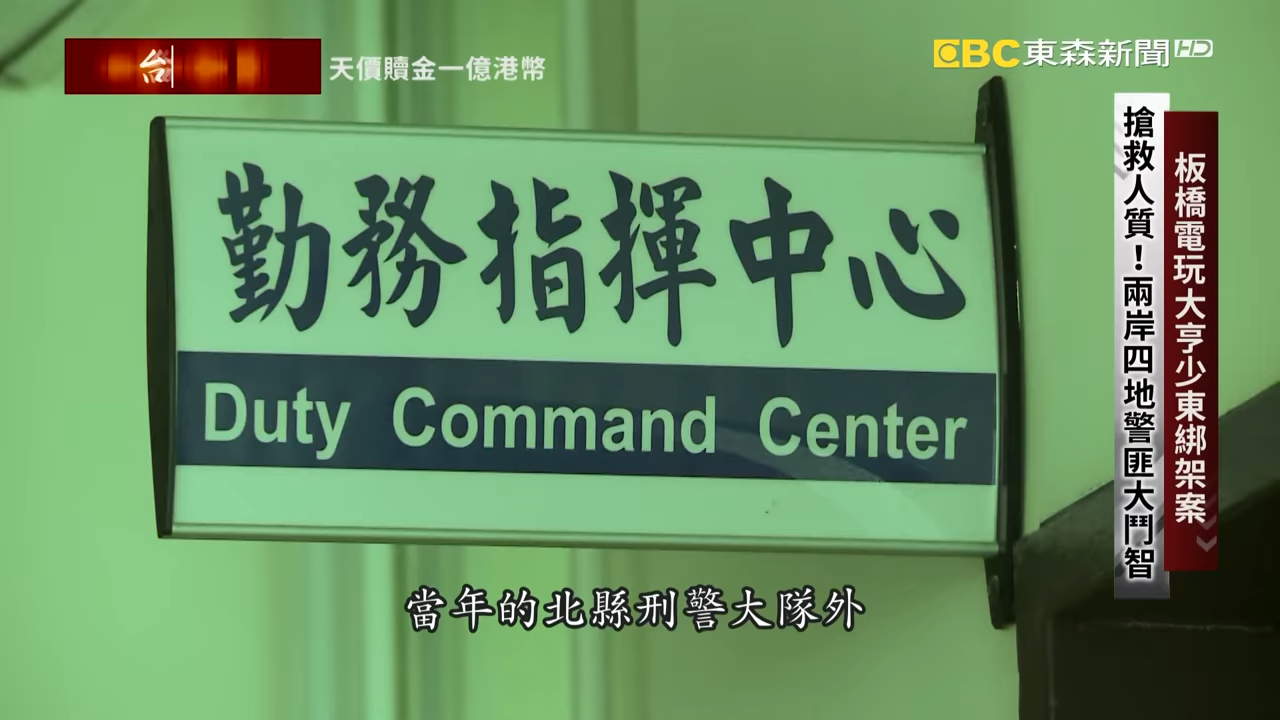 台
天價贖金一億港幣
EBC東森新聞HD
勤務指揮中心
Duty Command Center
板橋電玩大亨少東綁架案
搶救人質！兩岸四地警匪大鬥智
當年的北縣刑警大隊外